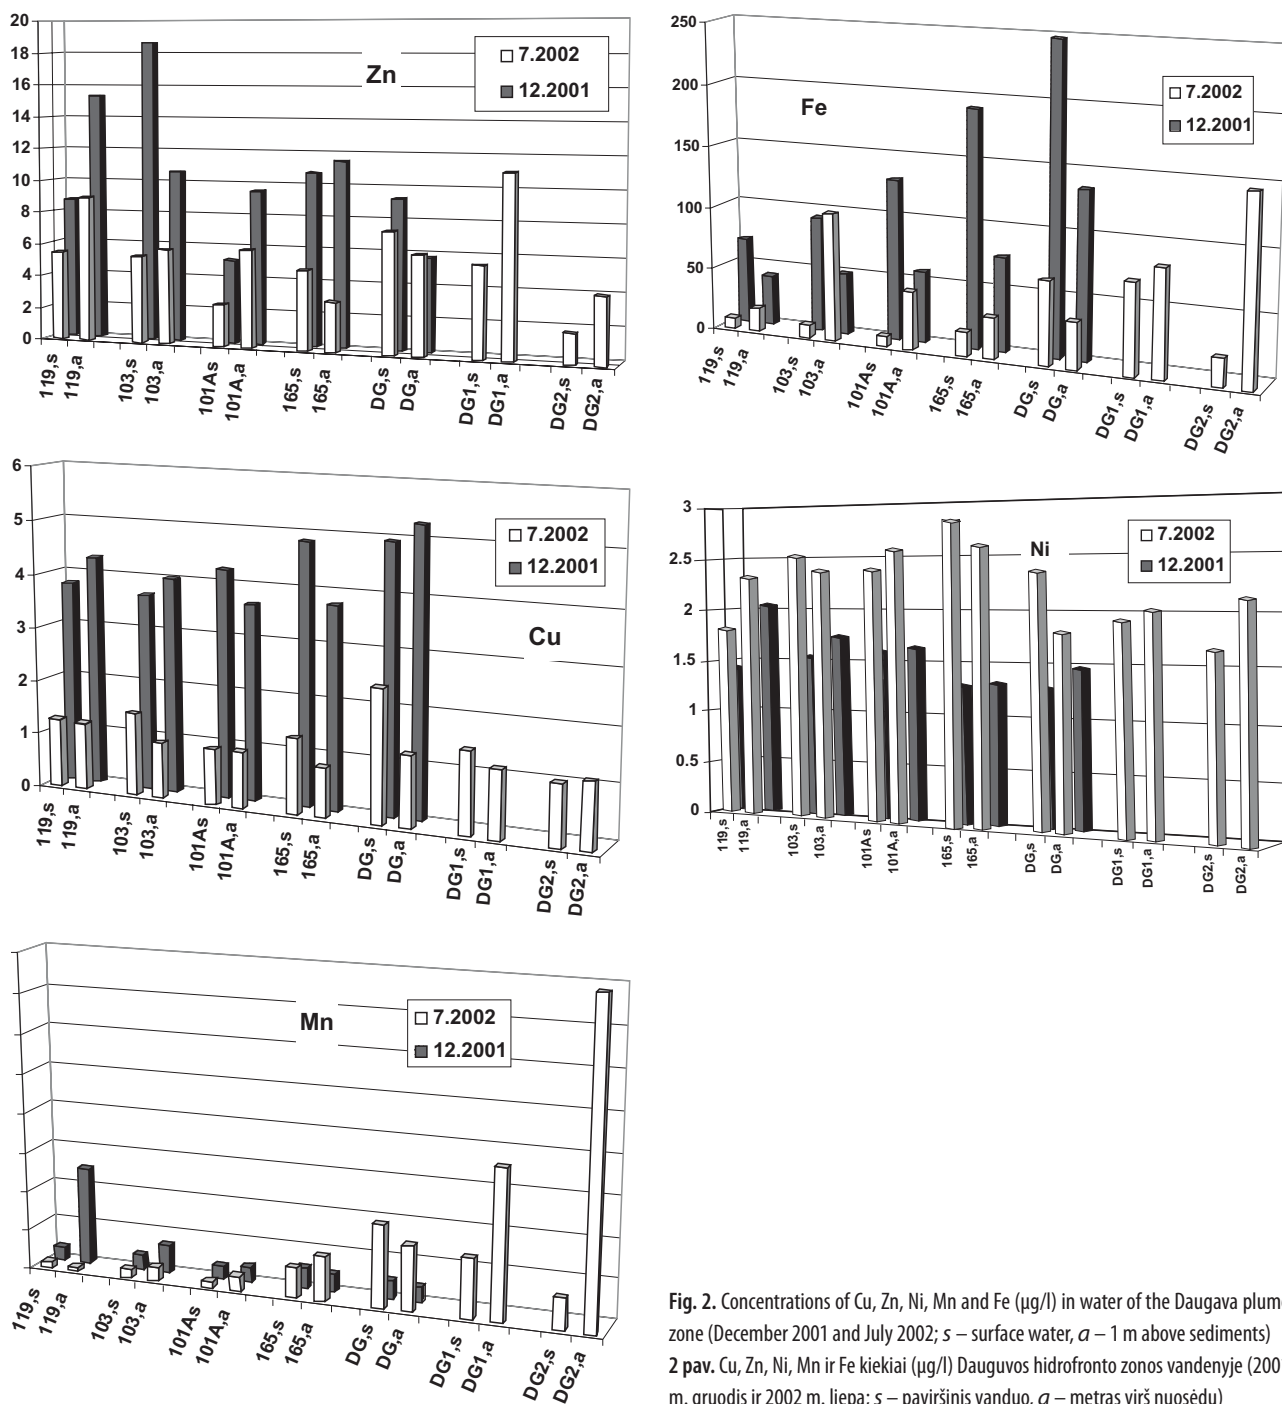 20
18
16
14
12
10
8
6
4
2
0
Zn
7.2002
12.2001
119,s
119,a
103,s
103,a
101As
101A,a
165,s
165,a
DG,s
DG,a
DG1,s
DG1,a
DG2,s
DG2,a
250
200
150
100
50
0
Fe
7.2002
12.2001
119,s
119,a
103,s
103,a
101As
101A,a
165,s
165,a
DG,s
DG,a
DG1,s
DG1,a
DG2,s
DG2,a
6
5
4
3
2
1
0
7.2002
12.2001
Cu
119,s
119,a
103,s
103,a
101As
101A,a
165,s
165,a
DG,s
DG,a
DG1,s
DG1,a
DG2,s
DG2,a
3
2.5
2
1.5
1
0.5
0
Ni
7.2002
12.2001
119,s
119,a
103,s
103,a
101As
101A,a
165,s
165,a
DG,s
DG,a
DG1,s
DG1,a
DG2,s
DG2,a
Mn
7.2002
12.2001
119,s
119,a
103,s
103,a
101As
101A,a
165,s
165,a
DG,s
DG,a
DG1,s
DG1,a
DG2,s
DG2,a
Fig. 2. Concentrations of Cu, Zn, Ni, Mn and Fe (µg/l) in water of the Daugava plume
zone (December 2001 and July 2002; s – surface water, a – 1 m above sediments)
2 pav. Cu, Zn, Ni, Mn ir Fe kiekiai (µg/l) Dauguvos hidrofronto zonos vandenyje (200
m. gruodis ir 2002 m. liepa; s – paviršinis vanduo, a – metras virš nuosėdų)